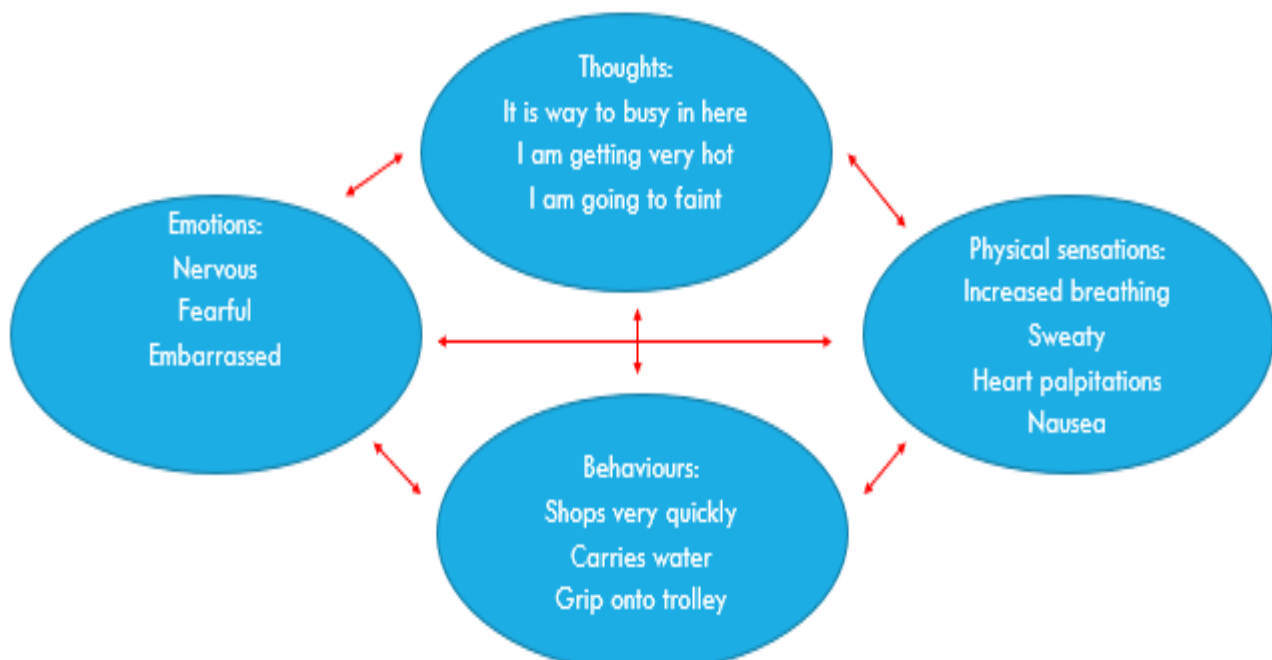 Thoughts:
It is way to busy in here
I am getting very hot
I am going to faint
Emotions:
Nervous
Fearful
Embarrassed
Physical sensations:
Increased breathing
Sweaty
Heart palpitations
Nausea
Behaviours:
Shops very quickly
Carries water
Grip onto trolley